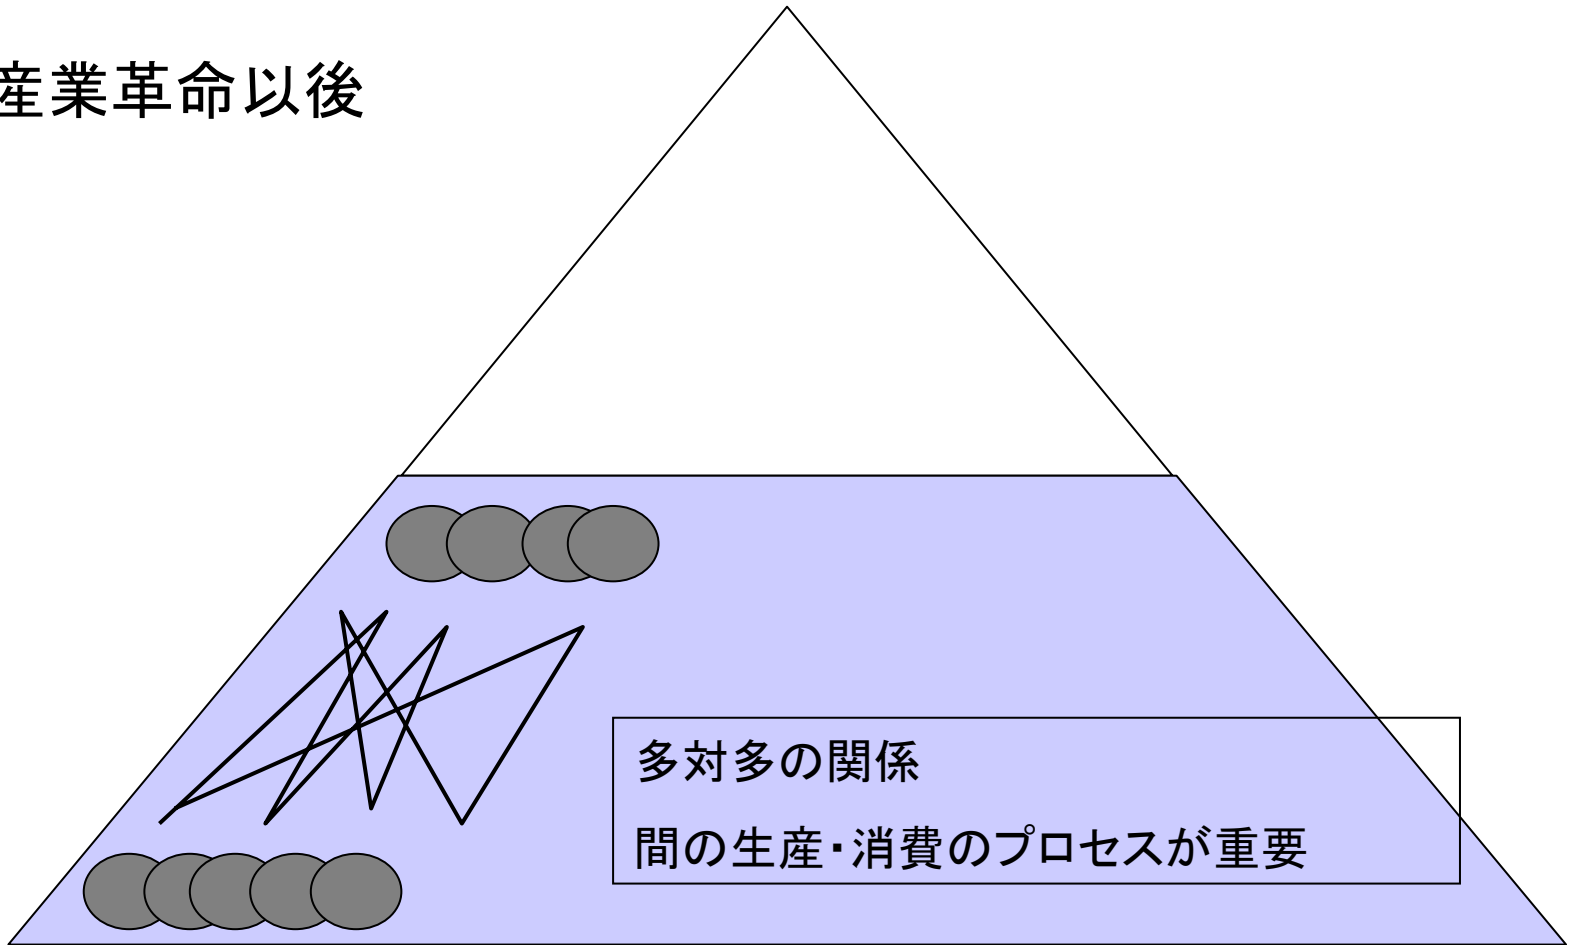 産業革命以後
多対多の関係
間の生産・消費のプロセスが重要